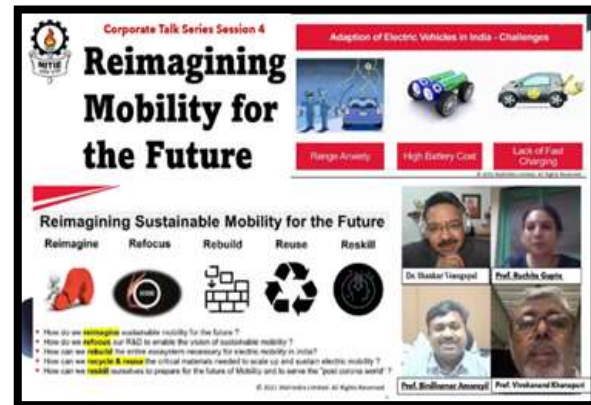 NITIE
Corporate Talk Series Session 4
Reimagining
Mobility for
the Future
Adaption of Electric Vehicles in India - Challenges
Range Anxiety
High Battery Cost
Lack of Fast
Charging
© 2021 Mahindra Limited. All Rights Reserved
Reimagining Sustainable Mobility for the Future
Reimagine
Refocus
Rebuild
Reuse
Reskill
• How do we reimagine sustainable mobility for the future ?
• How do we refocus our R&D to enable the vision of sustainable mobility ?
• How can we rebuild the entire ecosystem necessary for electric mobility in India?
• How can we recycle & reuse the critical materials needed to scale up and sustain electric mobility ?
• How can we reskill ourselves to prepare for the future of Mobility and to serve the "post corona world" ?
© 2021 Mahindra Limited. All Rights Reserved
Dr. Shankar Venugopal
Prof. Ruchita Gupta
Prof. Vivekanand Khanapuri